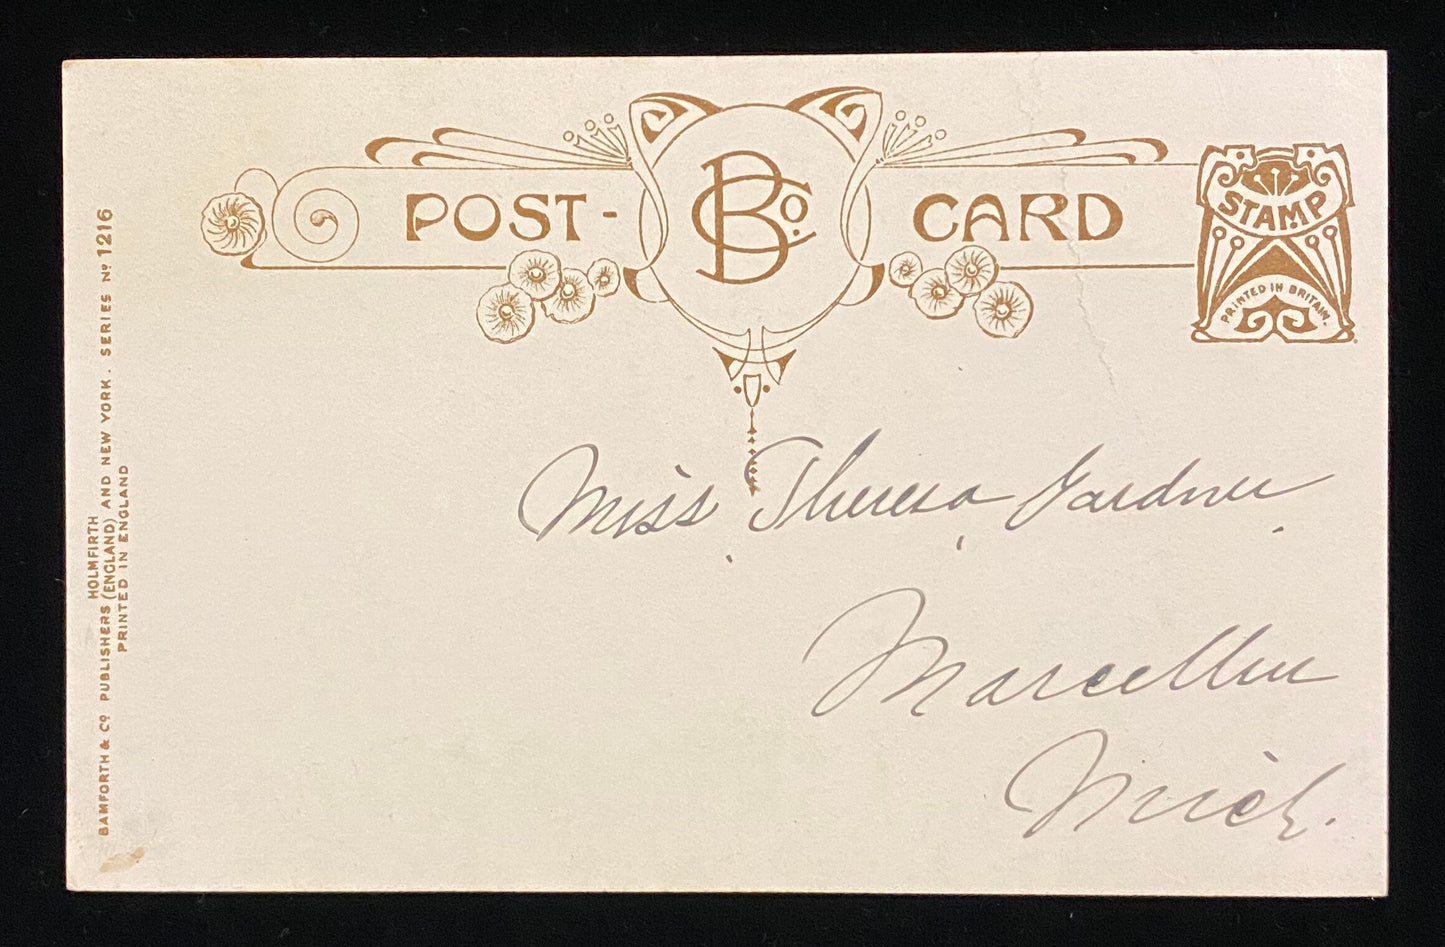 POST- BCo. CARD
STAMP
PRINTED IN BRITAIN.
Miss Theresa Gardner
Marcellus
Mich.
HOLMFIRTH
BAMFORTH & Co PUBLISHERS (ENGLAND) AND NEW YORK. SERIES No 1216
PRINTED IN ENGLAND